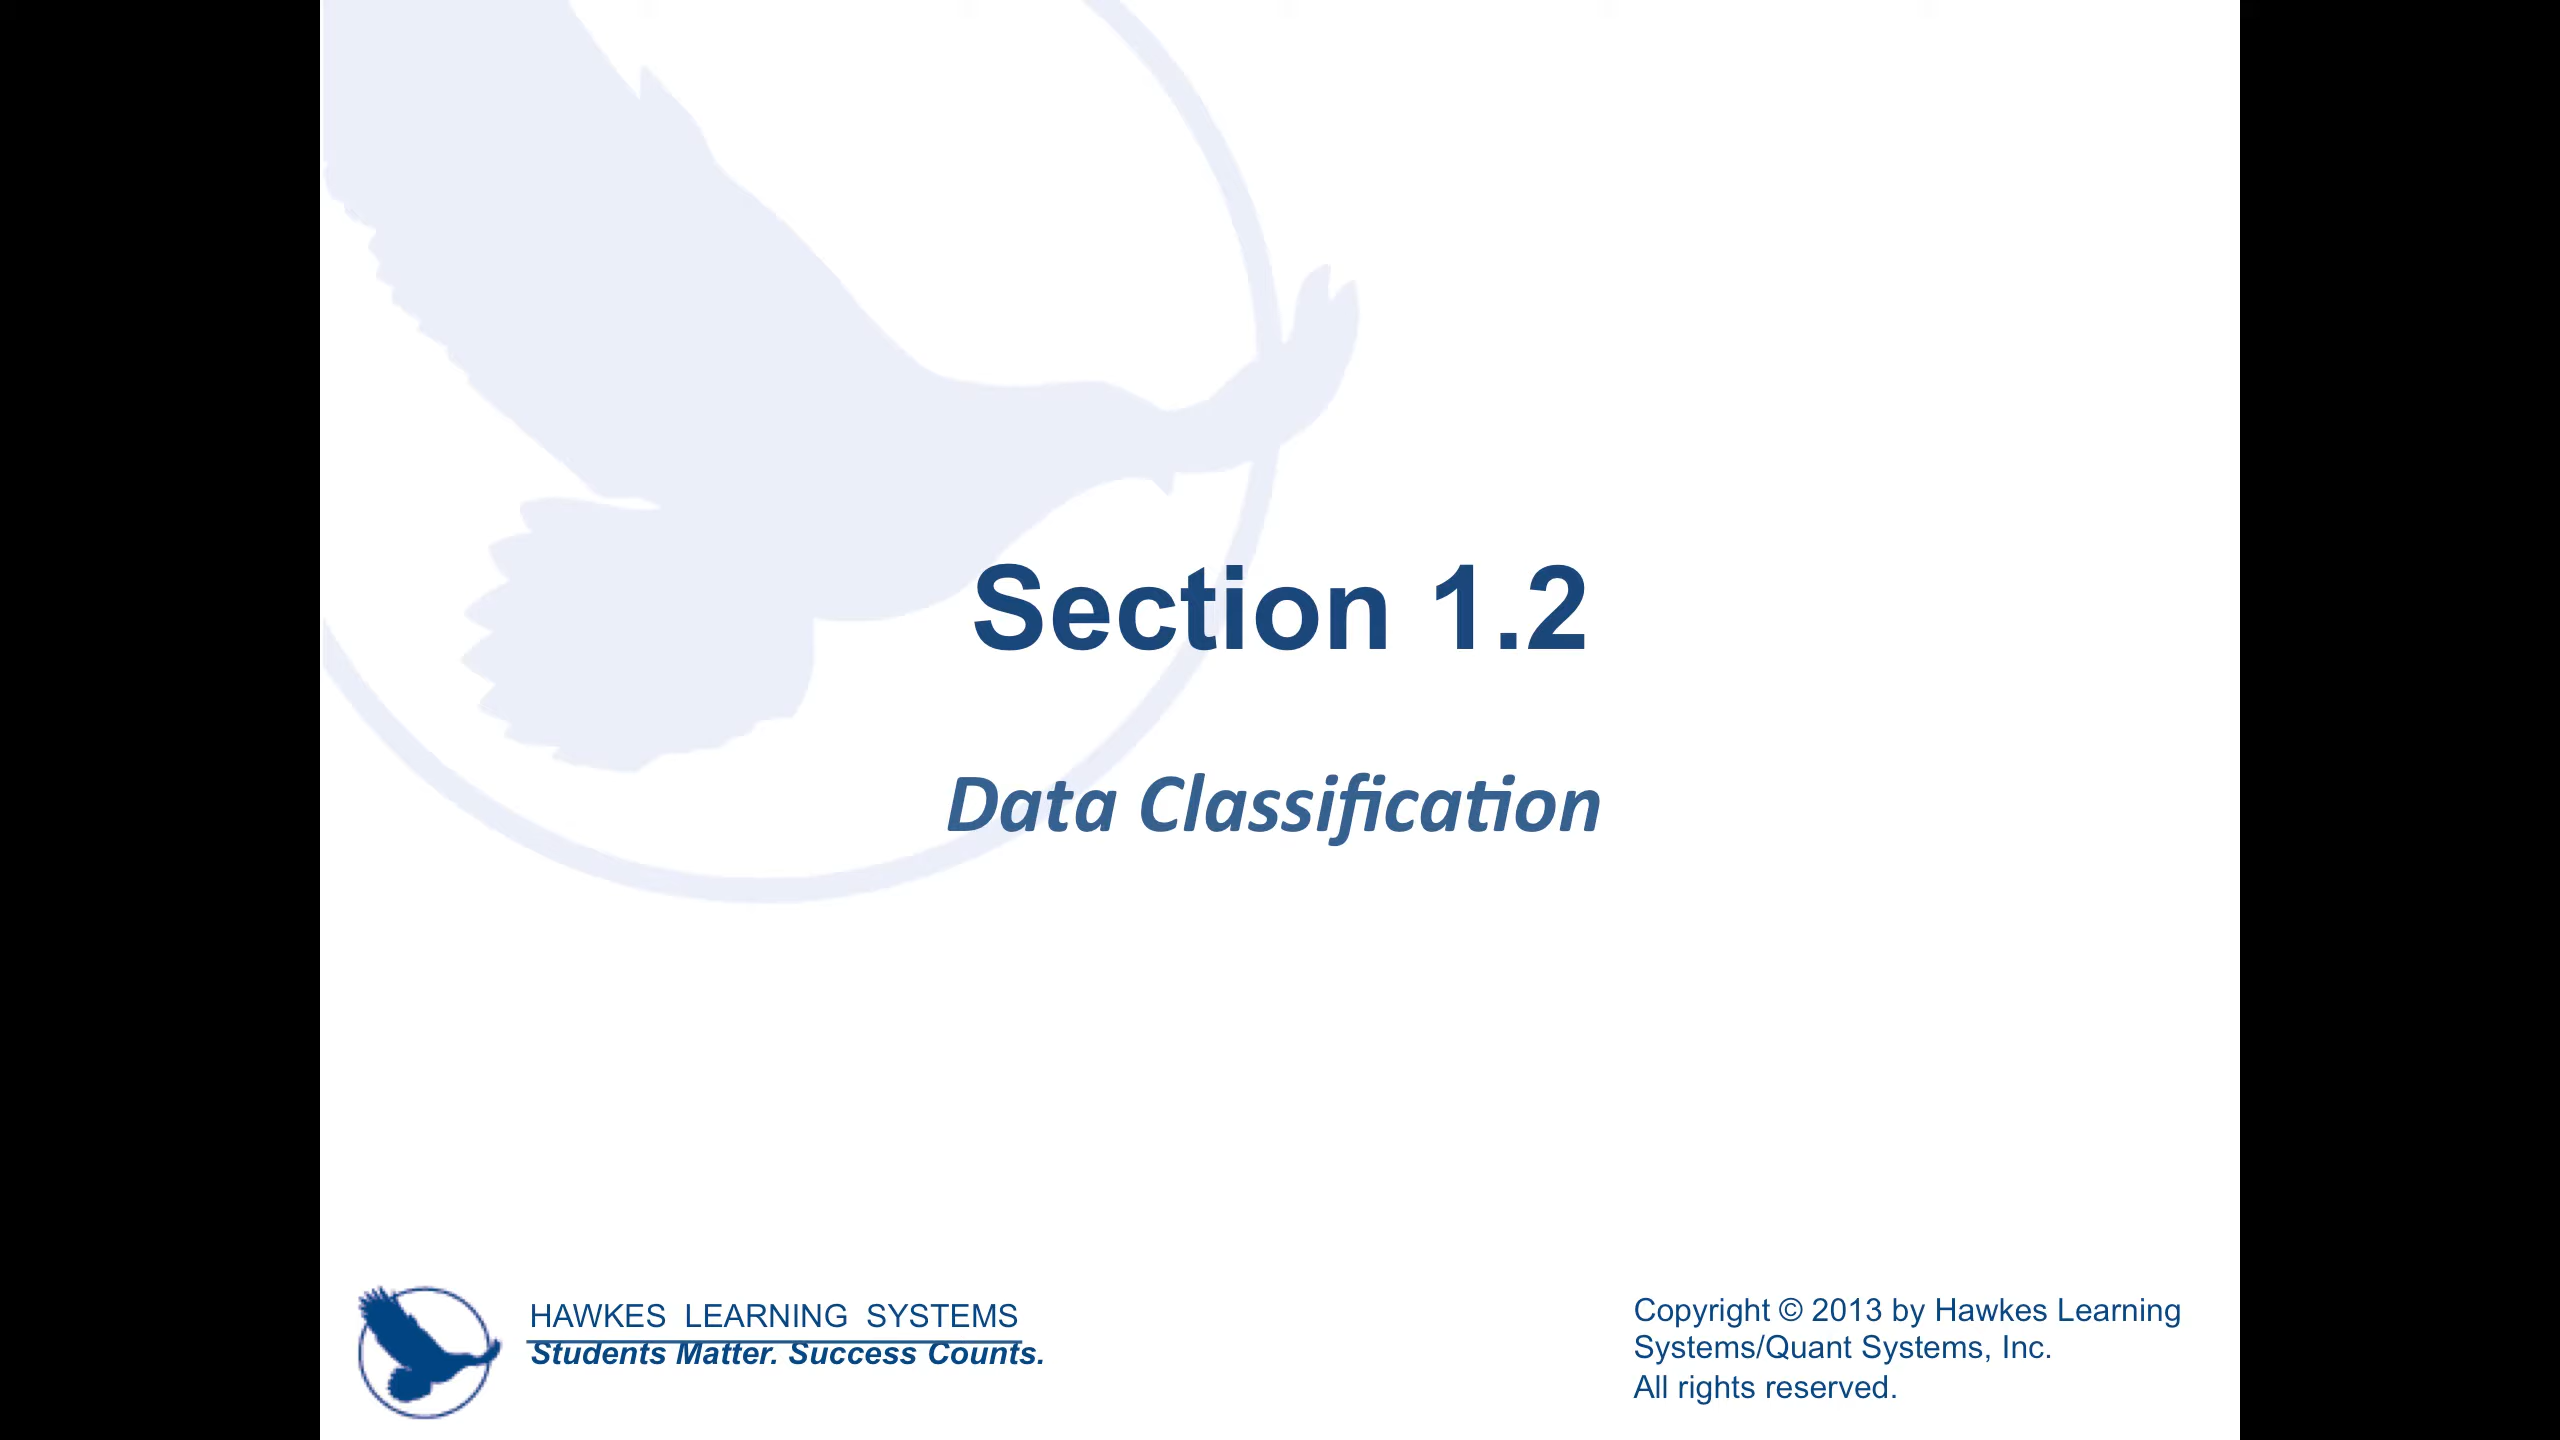 Section 1.2
Data Classification
HAWKES LEARNING SYSTEMS
Students Matter. Success Counts.
Copyright © 2013 by Hawkes Learning
Systems/Quant Systems, Inc.
All rights reserved.